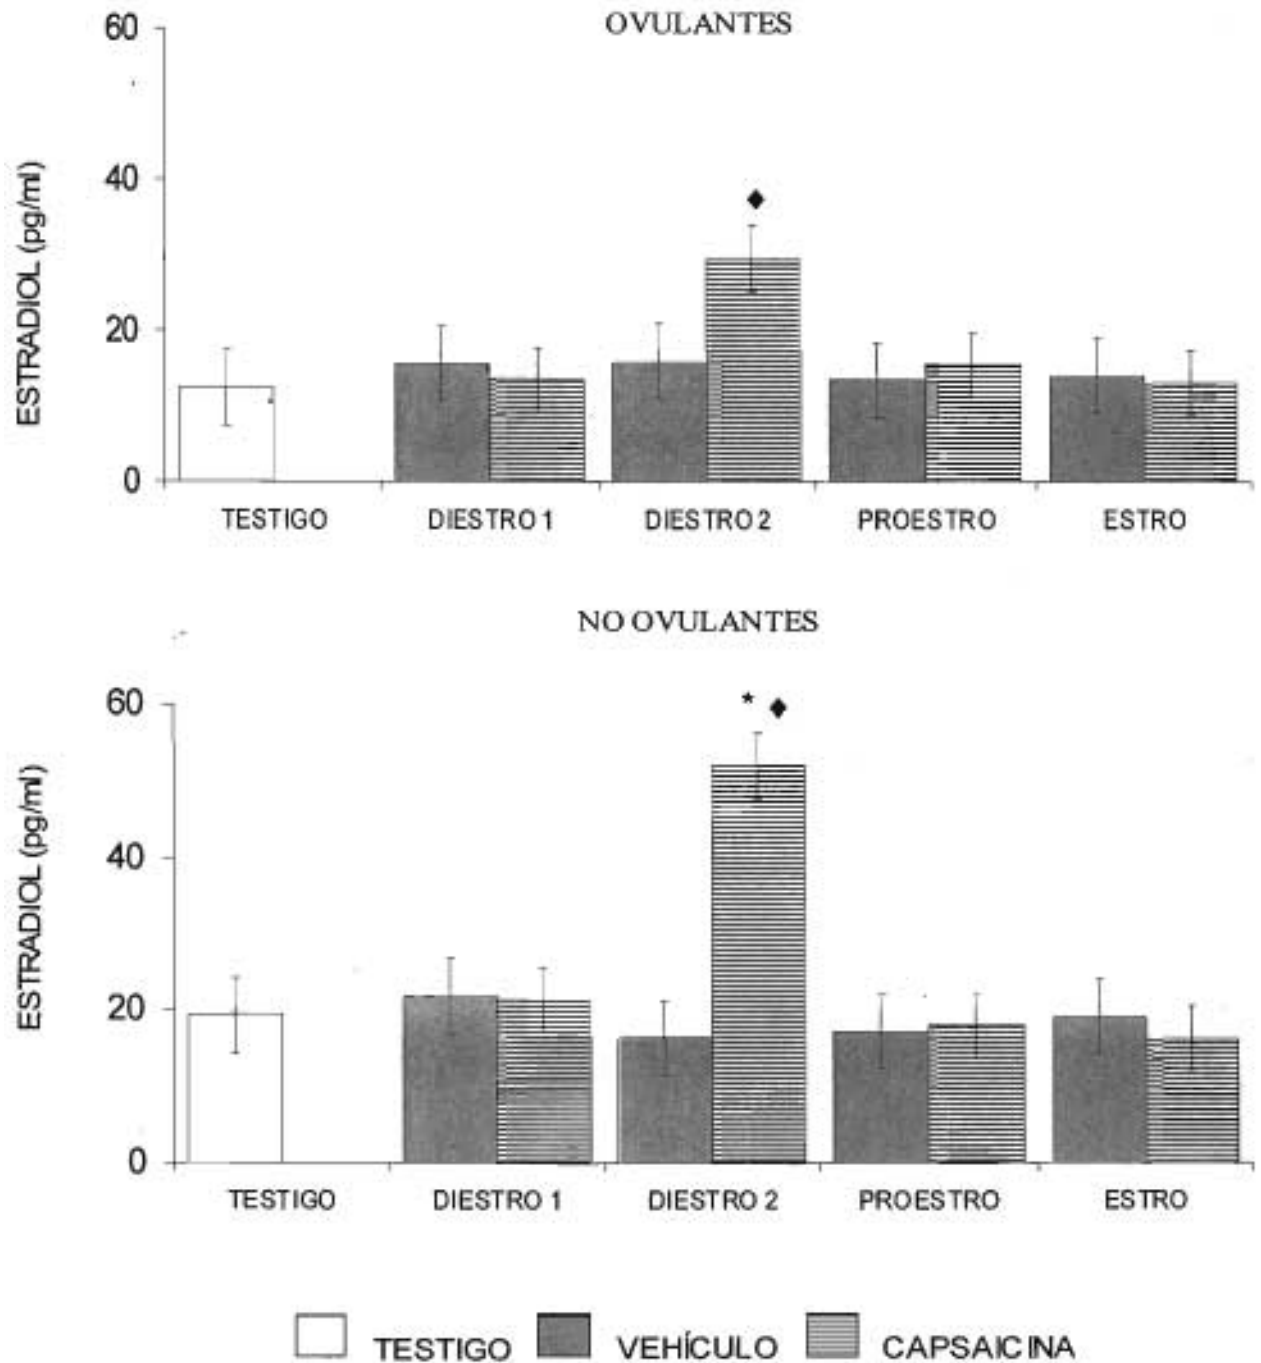 OVULANTES
60
40
20
0
ESTRADIOL (pg/ml)
TESTIGO DIESTRO 1 DIESTRO 2 PROESTRO ESTRO
NO OVULANTES
* 
60
40
20
0
ESTRADIOL (pg/ml)
TESTIGO DIESTRO 1 DIESTRO 2 PROESTRO ESTRO
TESTIGO VEHÍCULO CAPSAICINA